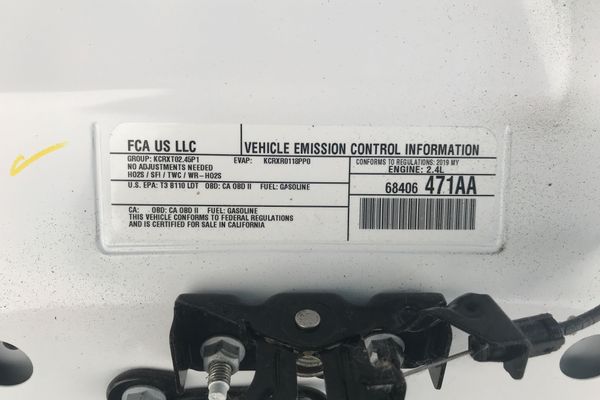 FCA US LLC
VEHICLE EMISSION CONTROL INFORMATION
GROUP: KCRXT02.45P1 EVAP: KCRXR0118PP0
NO ADJUSTMENTS NEEDED
HO2S / SFI / TWC / WR-HO2S
CONFORMS TO REGULATIONS: 2019 MY
ENGINE: 2.4L
68406 471AA
U.S. EPA: T3 B110 LDT OBD: CA OBD II FUEL: GASOLINE
CA: OBD: CA OBD II FUEL: GASOLINE
THIS VEHICLE CONFORMS TO FEDERAL REGULATIONS
AND IS CERTIFIED FOR SALE IN CALIFORNIA